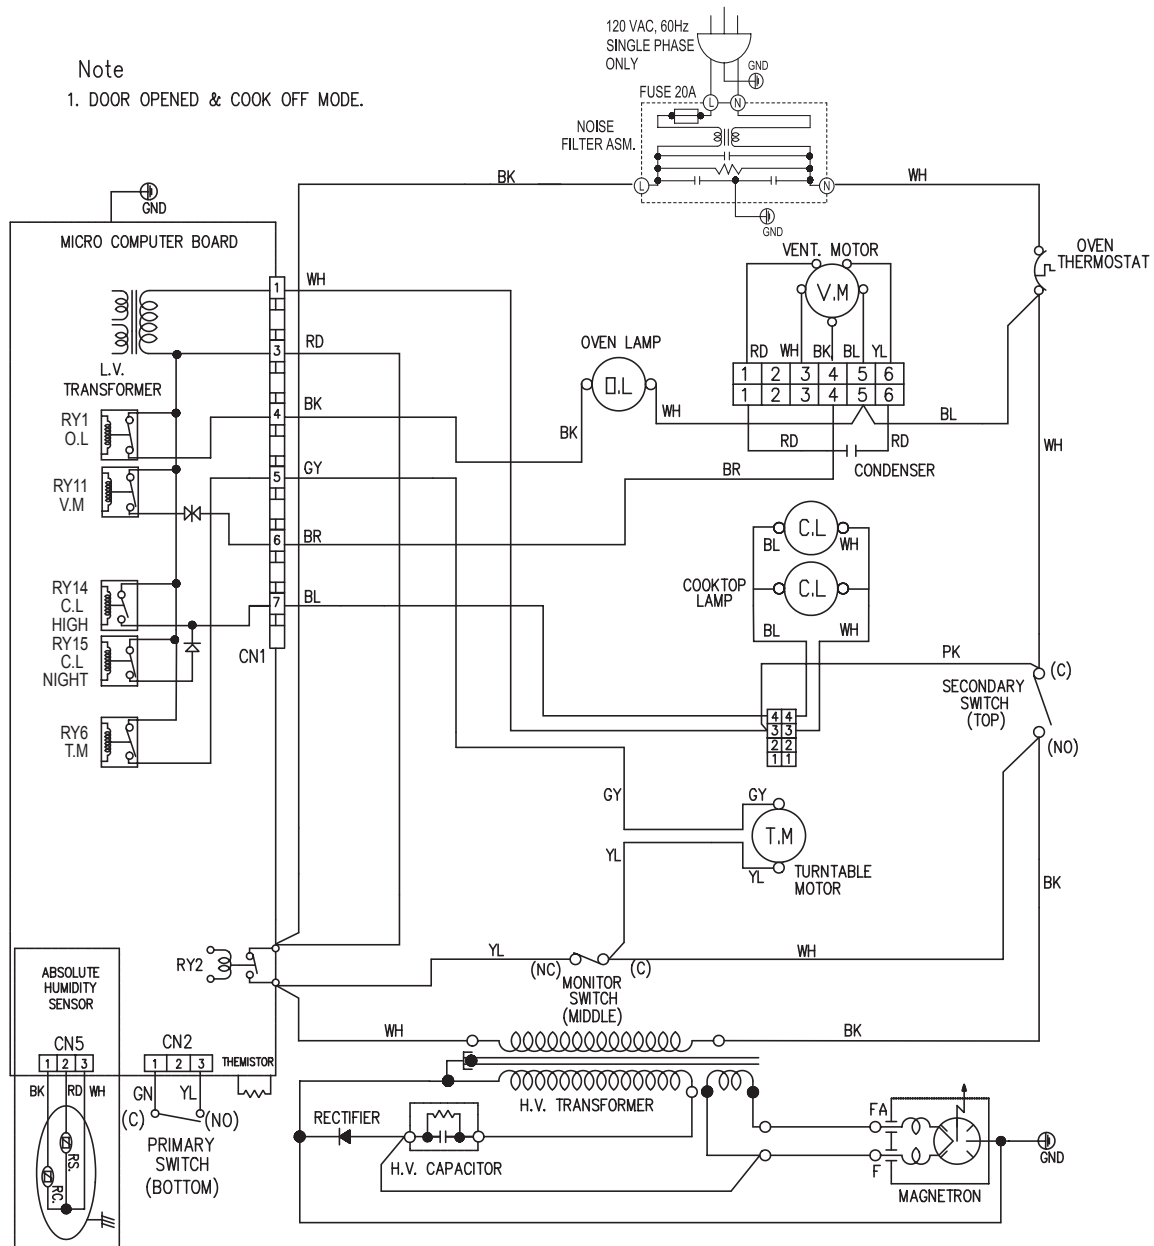 120 VAC, 60Hz
SINGLE PHASE
ONLY
GND
Note
1. DOOR OPENED & COOK OFF MODE.
FUSE 20A
L
N
NOISE
FILTER ASM.
L
N
GND
BK
WH
GND
MICRO COMPUTER BOARD
OVEN
THERMOSTAT
VENT. MOTOR
V.M
1
WH
L.V.
TRANSFORMER
3
RD
OVEN LAMP
O.L
RD
WH
BK
BL
YL
1 2 3 4 5 6
1 2 3 4 5 6
WH
BL
BK
RD
RD
CONDENSER
WH
RY1
O.L
4
BK
RY11
V.M
5
GY
BR
6
BR
C.L
BL
WH
COOKTOP
LAMP
C.L
BL
WH
RY14
C.L
HIGH
7
BL
RY15
C.L
NIGHT
CN1
RY6
T.M
PK
(C)
SECONDARY
SWITCH
(TOP)
(NO)
4 4
3 3
2 2
1 1
GY
GY
T.M
YL
YL
TURNTABLE
MOTOR
BK
RY2
YL
(NC)
(C)
MONITOR
SWITCH
(MIDDLE)
WH
WH
BK
ABSOLUTE
HUMIDITY
SENSOR
CN5
1 2 3
BK
RD
WH
RS.
RC.
CN2
1 2 3
GN
YL
(C)
(NO)
PRIMARY
SWITCH
(BOTTOM)
THEMISTOR
H.V. TRANSFORMER
RECTIFIER
H.V. CAPACITOR
FA
F
MAGNETRON
GND